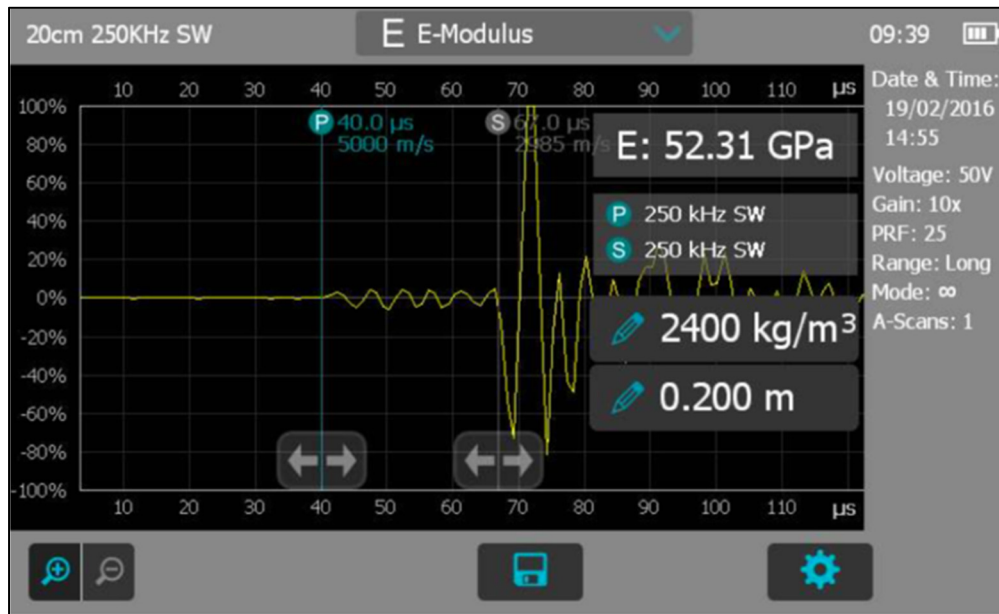 20cm 250KHz SW
E E-Modulus
09:39
10 20 30 40 50 60 70 80 90 100 110 µs
100%
80%
60%
40%
20%
0%
-20%
-40%
-60%
-80%
-100%
P 40.0 µs
5000 m/s
S 67.0 µs
2985 m/s
E: 52.31 GPa
P 250 kHz SW
S 250 kHz SW
2400 kg/m³
0.200 m
10 20 30 40 50 60 70 80 90 100 110 µs
Date & Time:
19/02/2016
14:55
Voltage: 50V
Gain: 10x
PRF: 25
Range: Long
Mode: ∞
A-Scans: 1